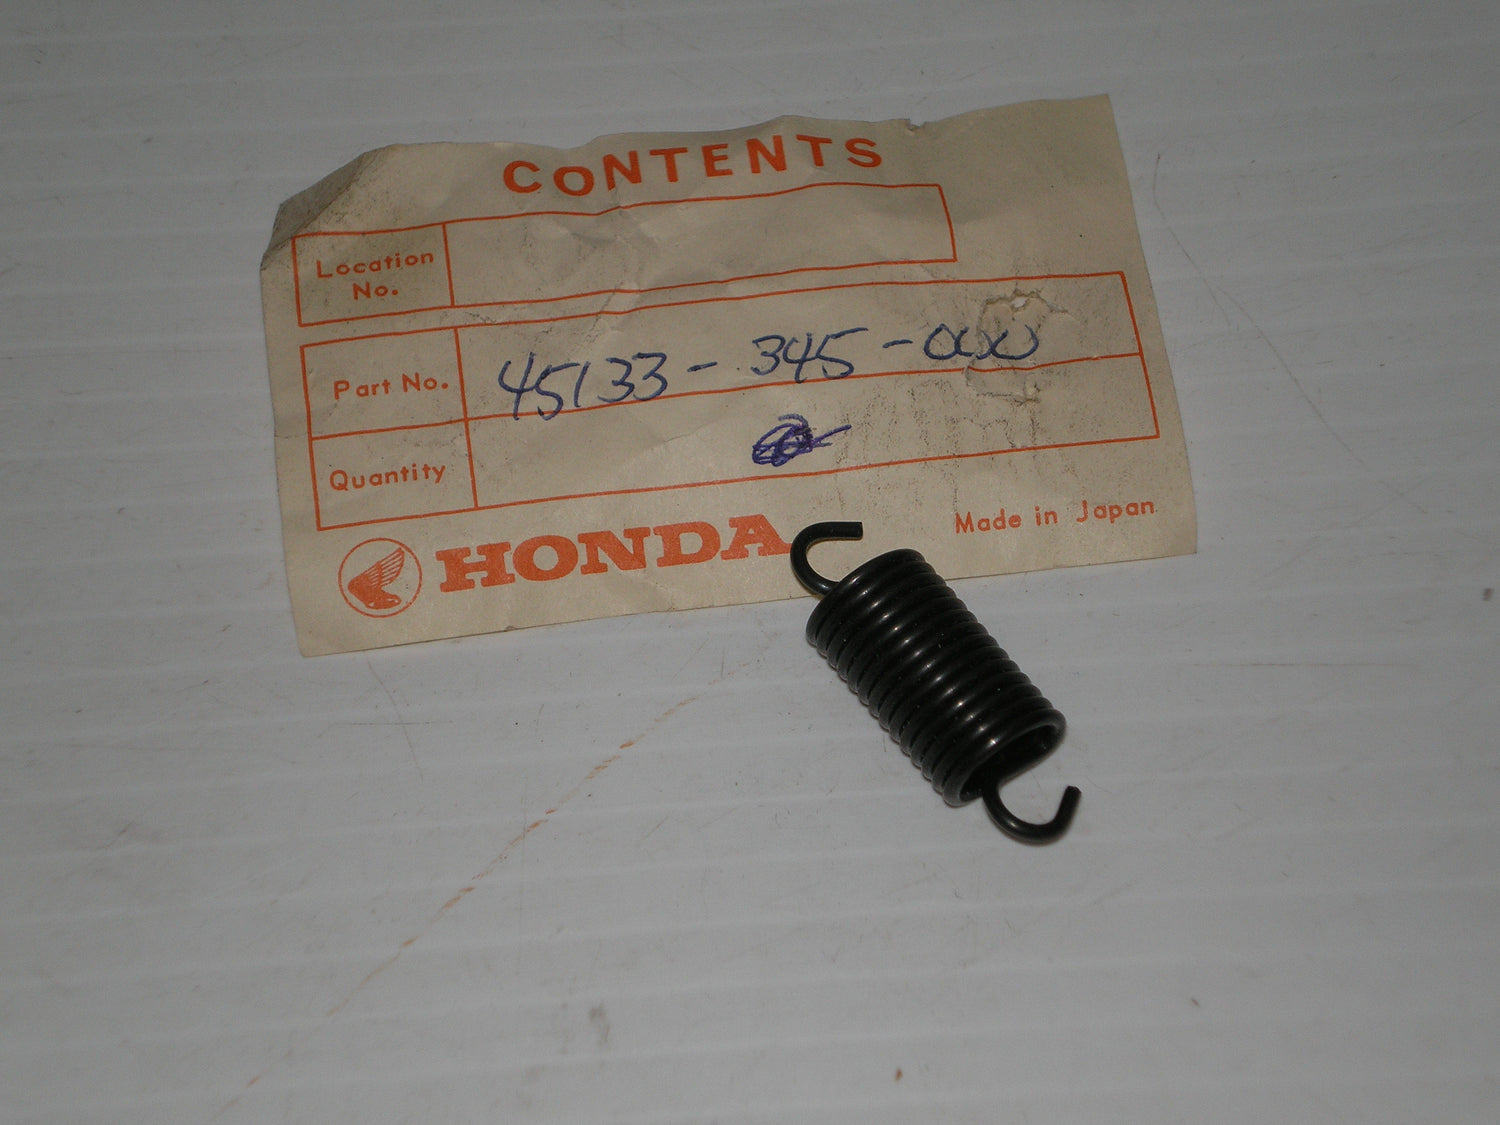 CONTENTS
Location
No.
Part No. 45133-345-000
Quantity
HONDA
Made in Japan